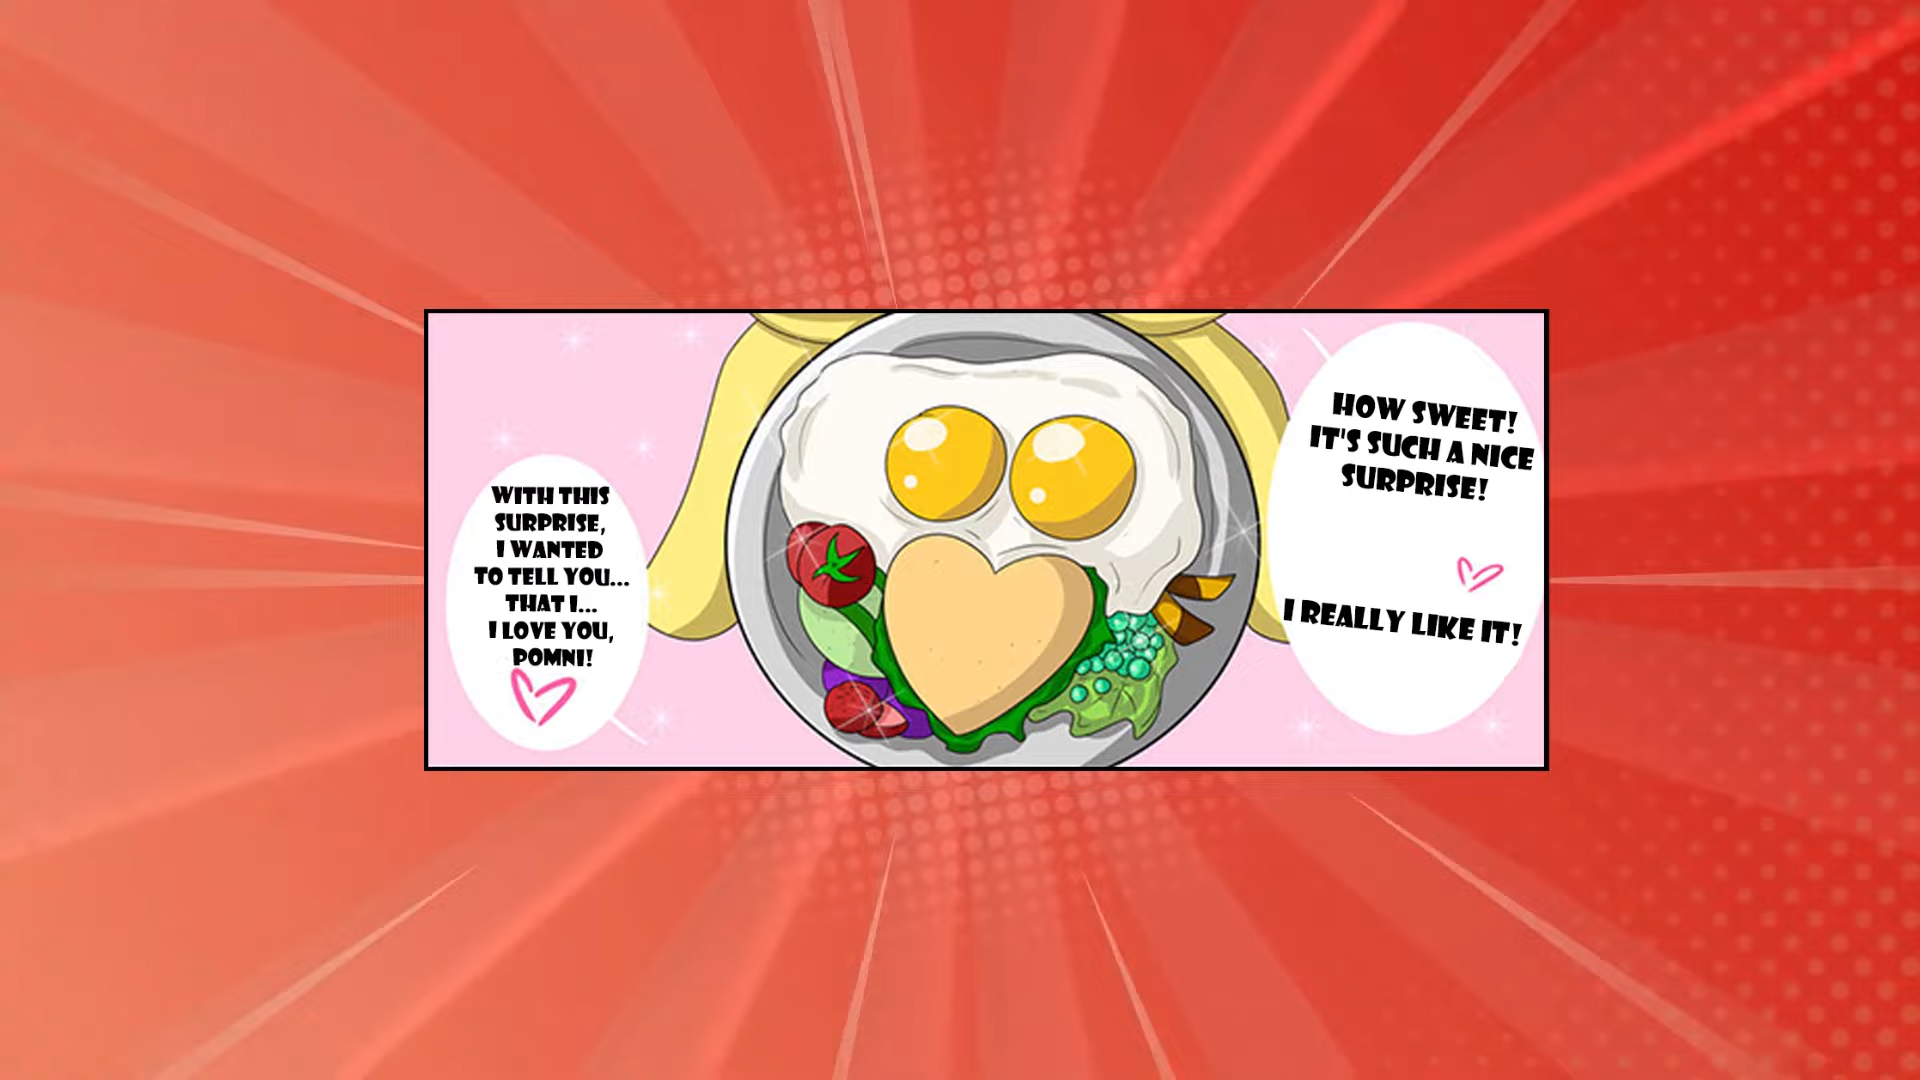 WITH THIS
SURPRISE,
I WANTED
TO TELL YOU...
THAT I...
I LOVE YOU,
POMNI!
HOW SWEET!
IT'S SUCH A NICE
SURPRISE!
I REALLY LIKE IT!